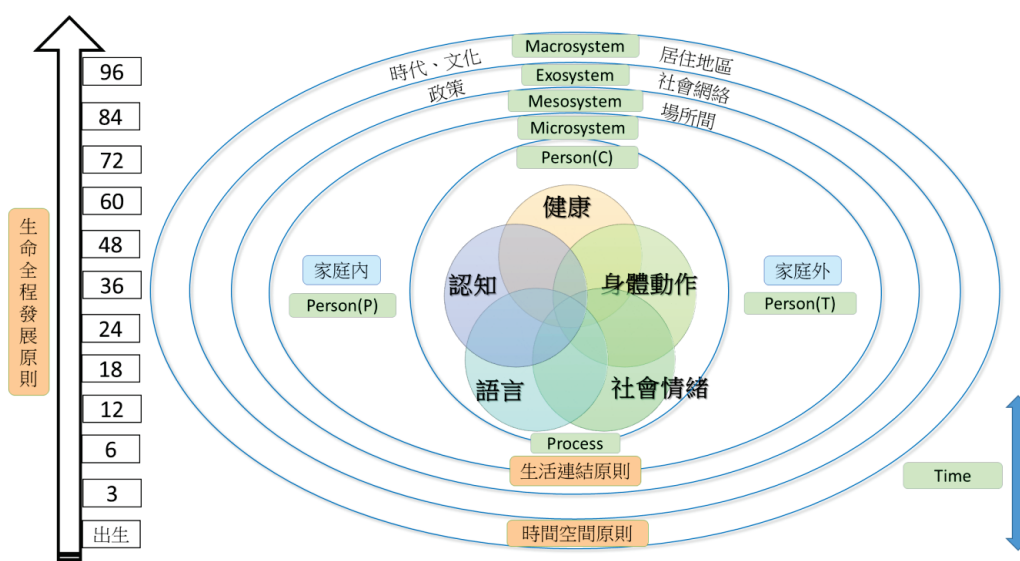 生命全程發展原則
96
84
72
60
48
36
24
18
12
6
3
出生
Macrosystem
時代、文化
居住地區
Exosystem
政策
社會網絡
Mesosystem
場所間
Microsystem
Person(C)
健康
認知
身體動作
語言
社會情緒
家庭內
Person(P)
家庭外
Person(T)
Process
生活連結原則
時間空間原則
Time